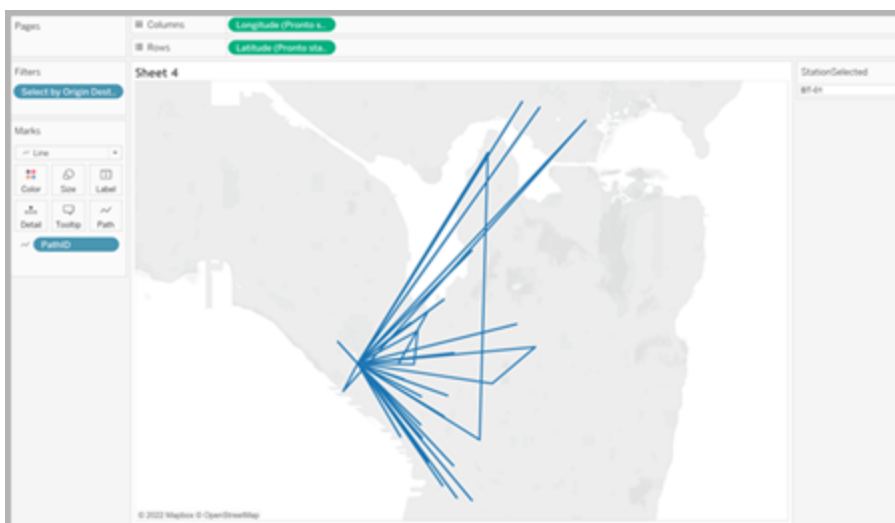 Pages
Columns
Longitude (Pronto s..
Rows
Latitude (Pronto sta..
Filters
Select by Origin Dest..
Marks
Line
Color
Size
Label
Detail
Tooltip
Path
PathID
Sheet 4
© 2022 Mapbox © OpenStreetMap
StationSelected
BT-01